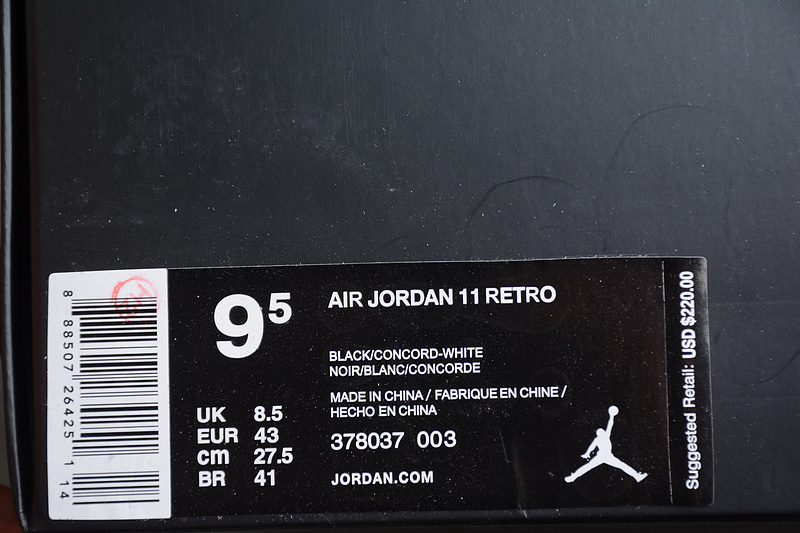 8 88507 26425 1 14
9⁵
UK 8.5
EUR 43
cm 27.5
BR 41
AIR JORDAN 11 RETRO
BLACK/CONCORD-WHITE
NOIR/BLANC/CONCORDE
MADE IN CHINA / FABRIQUE EN CHINE /
HECHO EN CHINA
378037 003
JORDAN.COM
Suggested Retail: USD $220.00